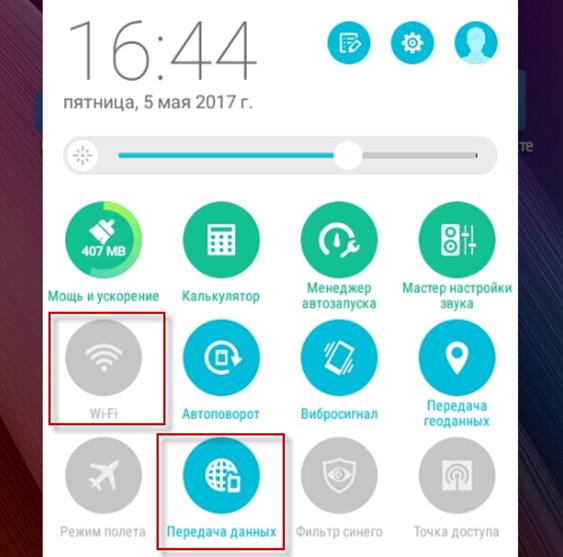 16:44
пятница, 5 мая 2017 г.
407 MB
Мощь и ускорение
Калькулятор
Менеджер
автозапуска
Мастер настройки
звука
Wi-Fi
Автоповорот
Вибросигнал
Передача
геоданных
Режим полета
Передача данных
Фильтр синего
Точка доступа